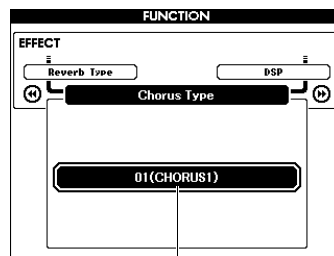 FUNCTION
EFFECT
Reverb Type
DSP
Chorus Type
01(CHORUS1)